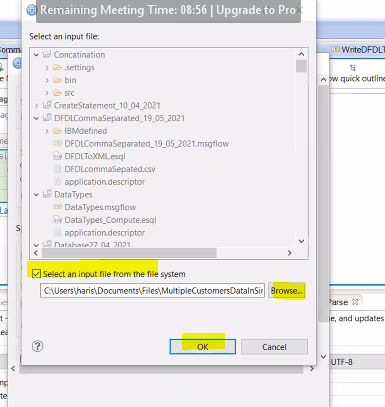 Remaining Meeting Time: 08:56 | Upgrade to Pro
Select an input file:
Concatination
.settings
bin
src
CreateStatement_10_04_2021
DFDLCommaSeparated_19_05_2021
IBMdefined
DFDLCommaSeparated_19_05_2021.msgflow
DFDLToXML.esql
DFDLcommaSepated.csv
application.descriptor
DataTypes
DataTypes.msgflow
DataTypes_Compute.esql
application.descriptor
Database27_04_2021
Select an input file from the file system
C:\Users\haris\Documents\Files\MultipleCustomersDataInSir
Browse...
OK
Cancel
WriteDFDLT
ow quick outline
Parse
ge, and updates
UTF-8